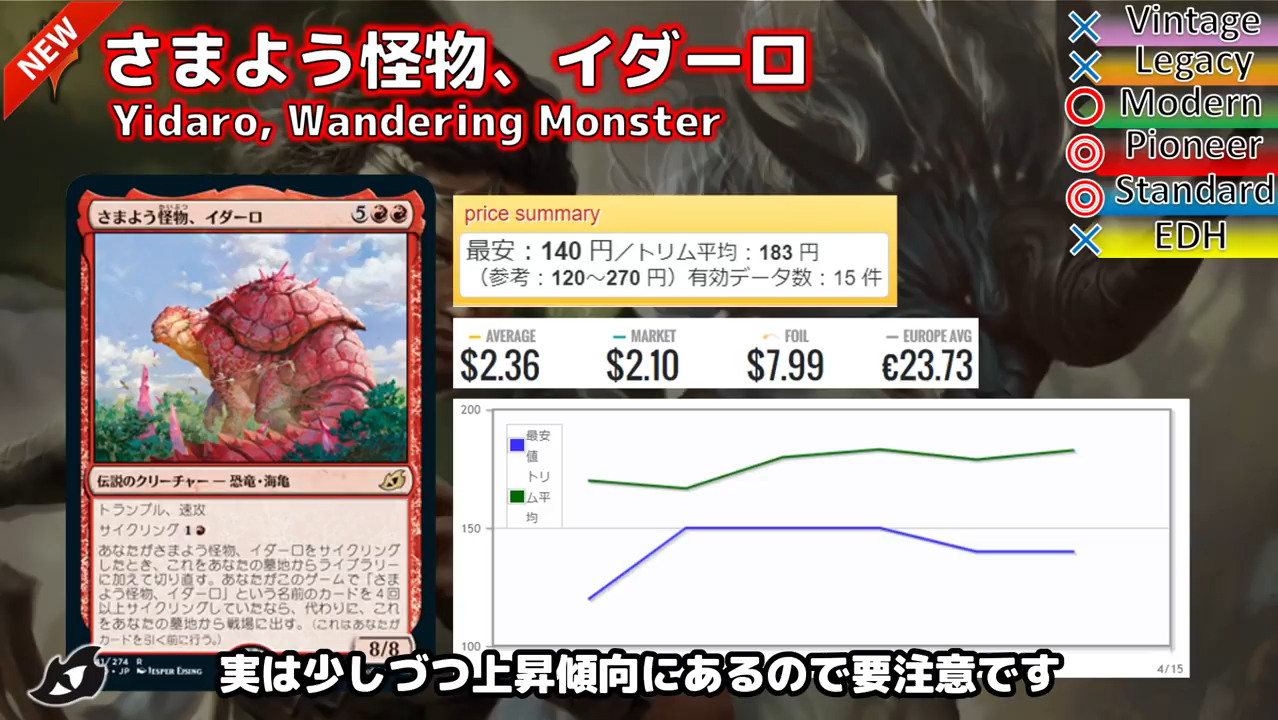 NEW
さまよう怪物、イダーロ
Yidaro, Wandering Monster
Vintage
Legacy
Modern
Pioneer
Standard
EDH
さまよう怪物、イダーロ
かいぶつ
5
伝説のクリーチャー — 恐竜・海亀
トランプル、速攻
サイクリング 1
あなたがさまよう怪物、イダーロをサイクリング
したとき、これをあなたの墓地からライブラリー
に加えて切り直す。あなたがこのゲームで「さま
よう怪物、イダーロ」という名前のカードを4回
以上サイクリングしていたなら、代わりに、これ
をあなたの墓地から戦場に出す。（これはあなたが
カードを引く前に行う。）
8/8
/274 R
• JP JESPER EJSING
price summary
最安：140 円／トリム平均：183 円
（参考：120～270 円）有効データ数：15 件
AVERAGE
$2.36
MARKET
$2.10
FOIL
$7.99
EUROPE AVG
€23.73
200
150
100
最安
値
トリ
ム平
均
4/15
実は少しづつ上昇傾向にあるので要注意です